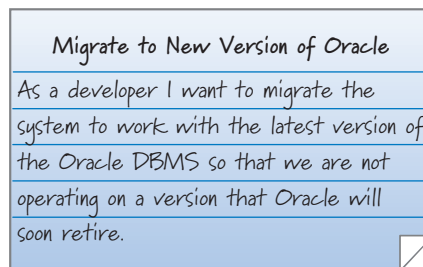 Migrate to New Version of Oracle
As a developer I want to migrate the
system to work with the latest version of
the Oracle DBMS so that we are not
operating on a version that Oracle will
soon retire.